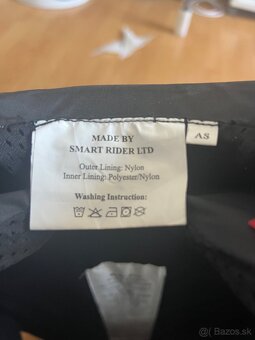 MADE BY
SMART RIDER LTD
AS
Outer Lining: Nylon
Inner Lining: Polyester/Nylon
Washing Instruction:
© Bazos.sk